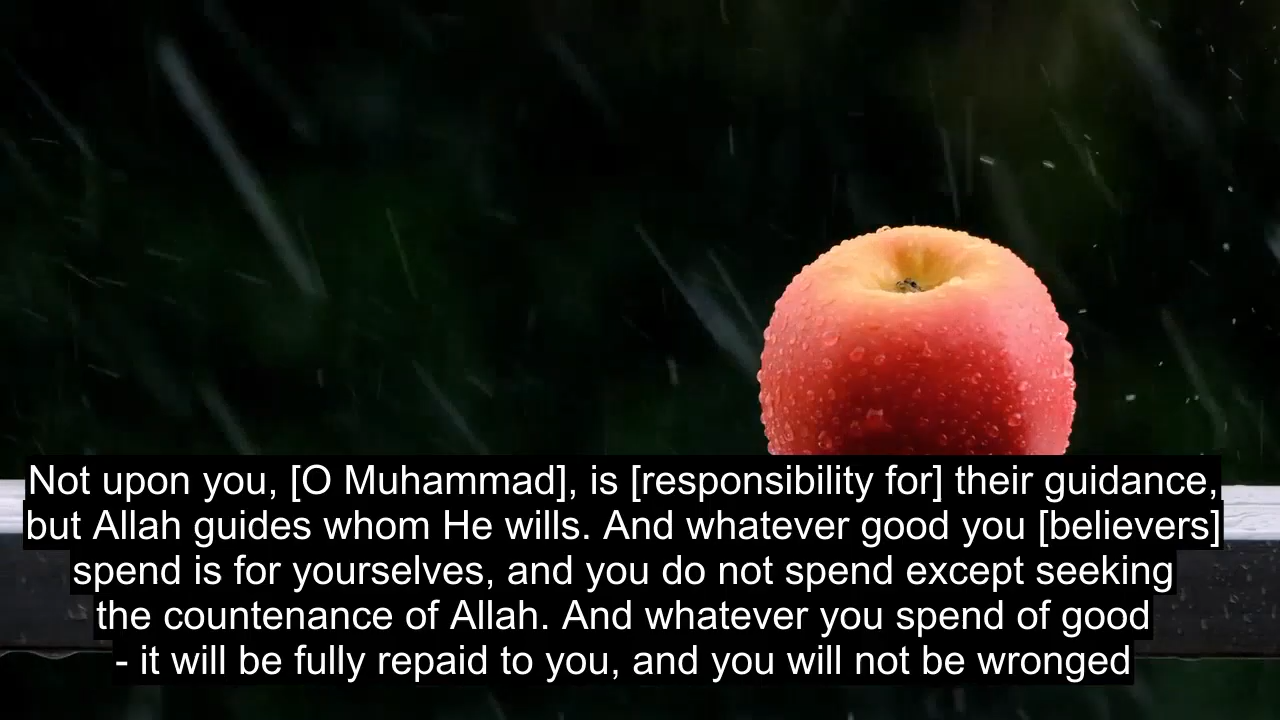 Not upon you, [O Muhammad], is [responsibility for] their guidance,
but Allah guides whom He wills. And whatever good you [believers]
spend is for yourselves, and you do not spend except seeking
the countenance of Allah. And whatever you spend of good
- it will be fully repaid to you, and you will not be wronged